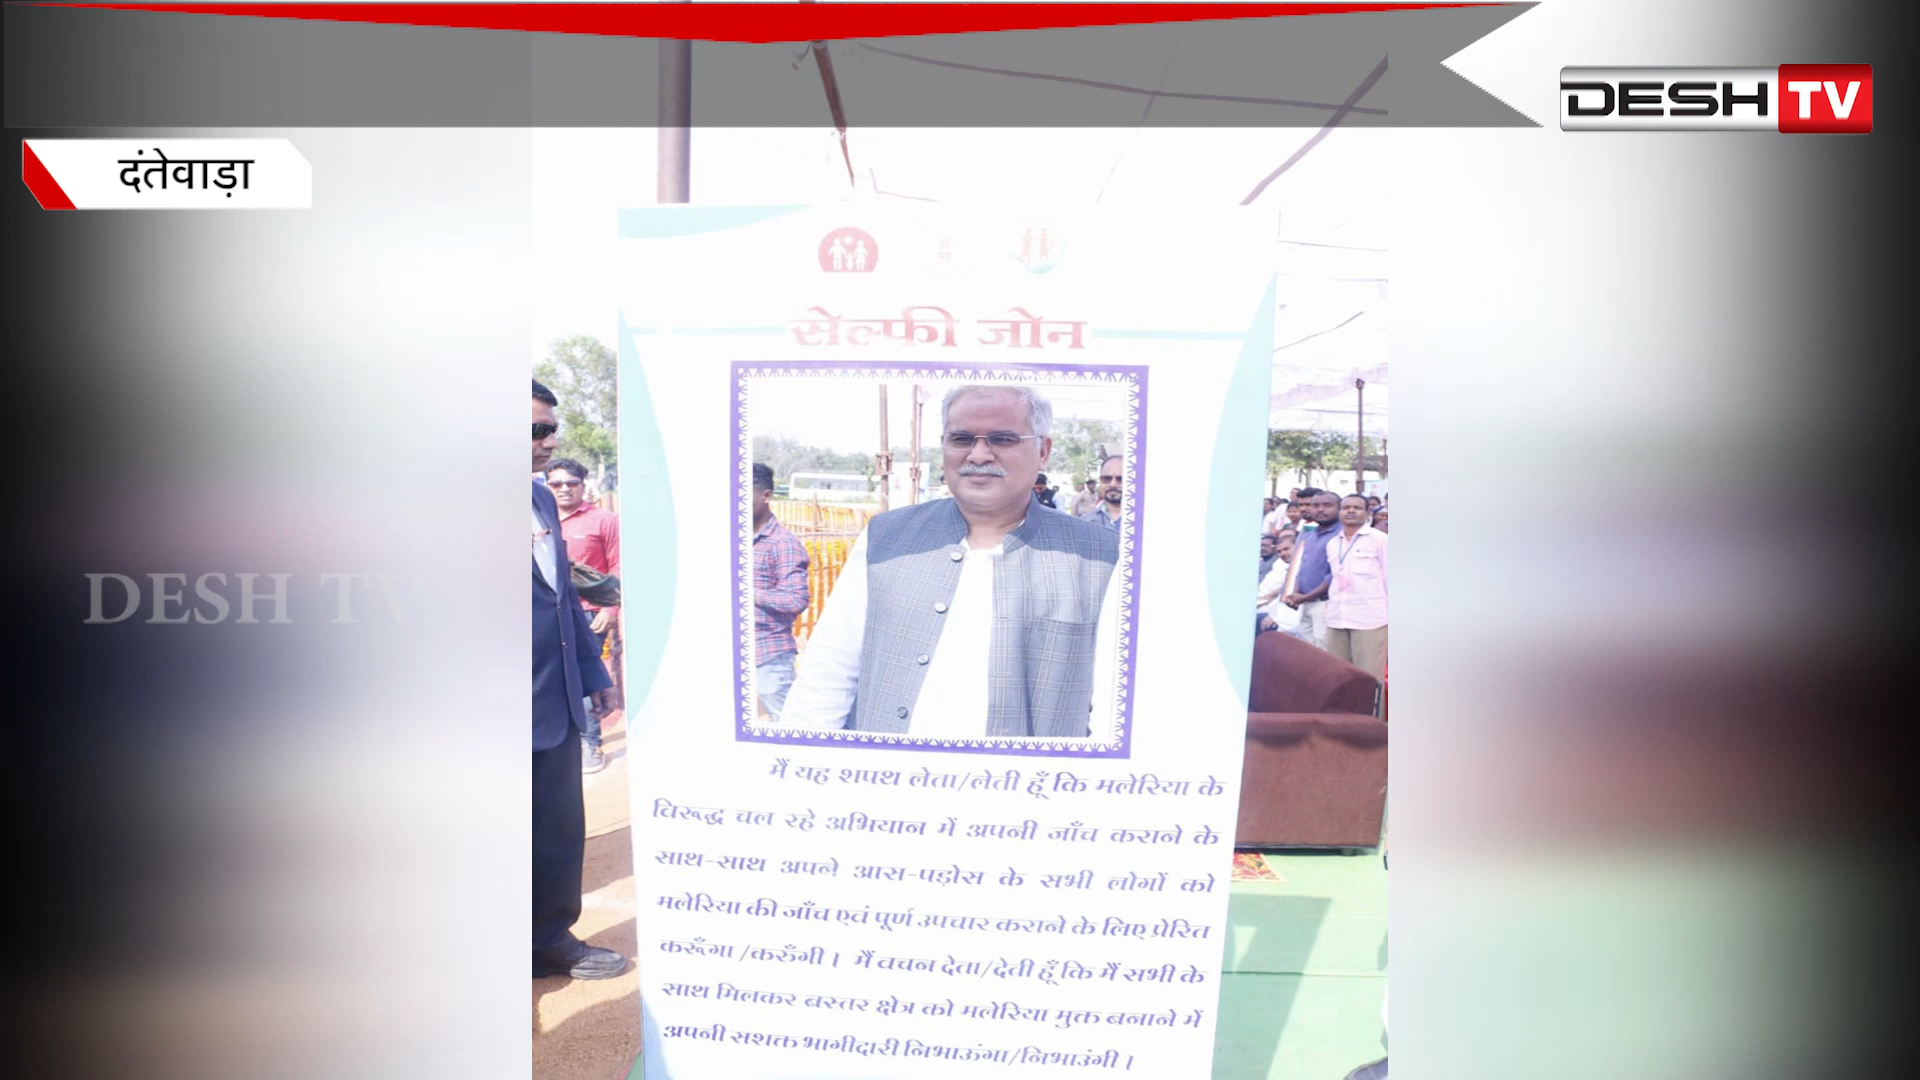 DESH TV
दंतेवाड़ा
सेल्फी जोन
DESH TV
मैं यह शपथ लेता/लेती हूँ कि मलेरिया के
विरूद्ध चल रहे अभियान में अपनी जाँच कराने के
साथ-साथ अपने आस-पड़ोस के सभी लोगों को
मलेरिया की जाँच एवं पूर्ण उपचार कराने के लिए प्रेरित
करूँगा /करुँगी। मैं वचन देता/देती हूँ कि मैं सभी के
साथ मिलकर बस्तर क्षेत्र को मलेरिया मुक्त बनाने में
अपनी सशक्त भागीदारी निभाऊंगा/निभाउंगी।